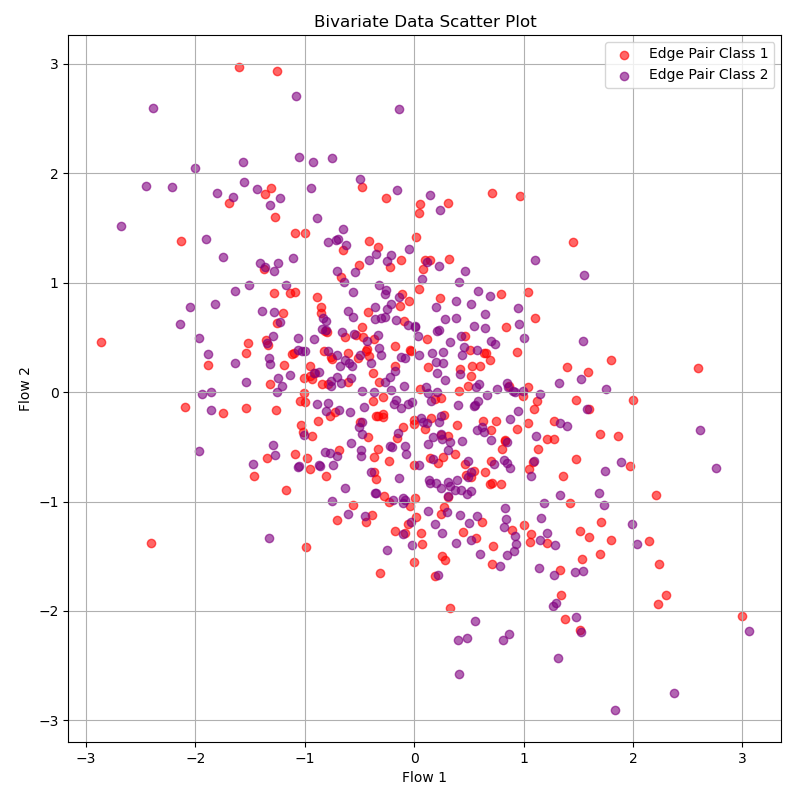 Bivariate Data Scatter Plot
Edge Pair Class 1
Edge Pair Class 2
Flow 2
3
2
1
0
−1
−2
−3
−3
−2
−1
0
1
2
3
Flow 1